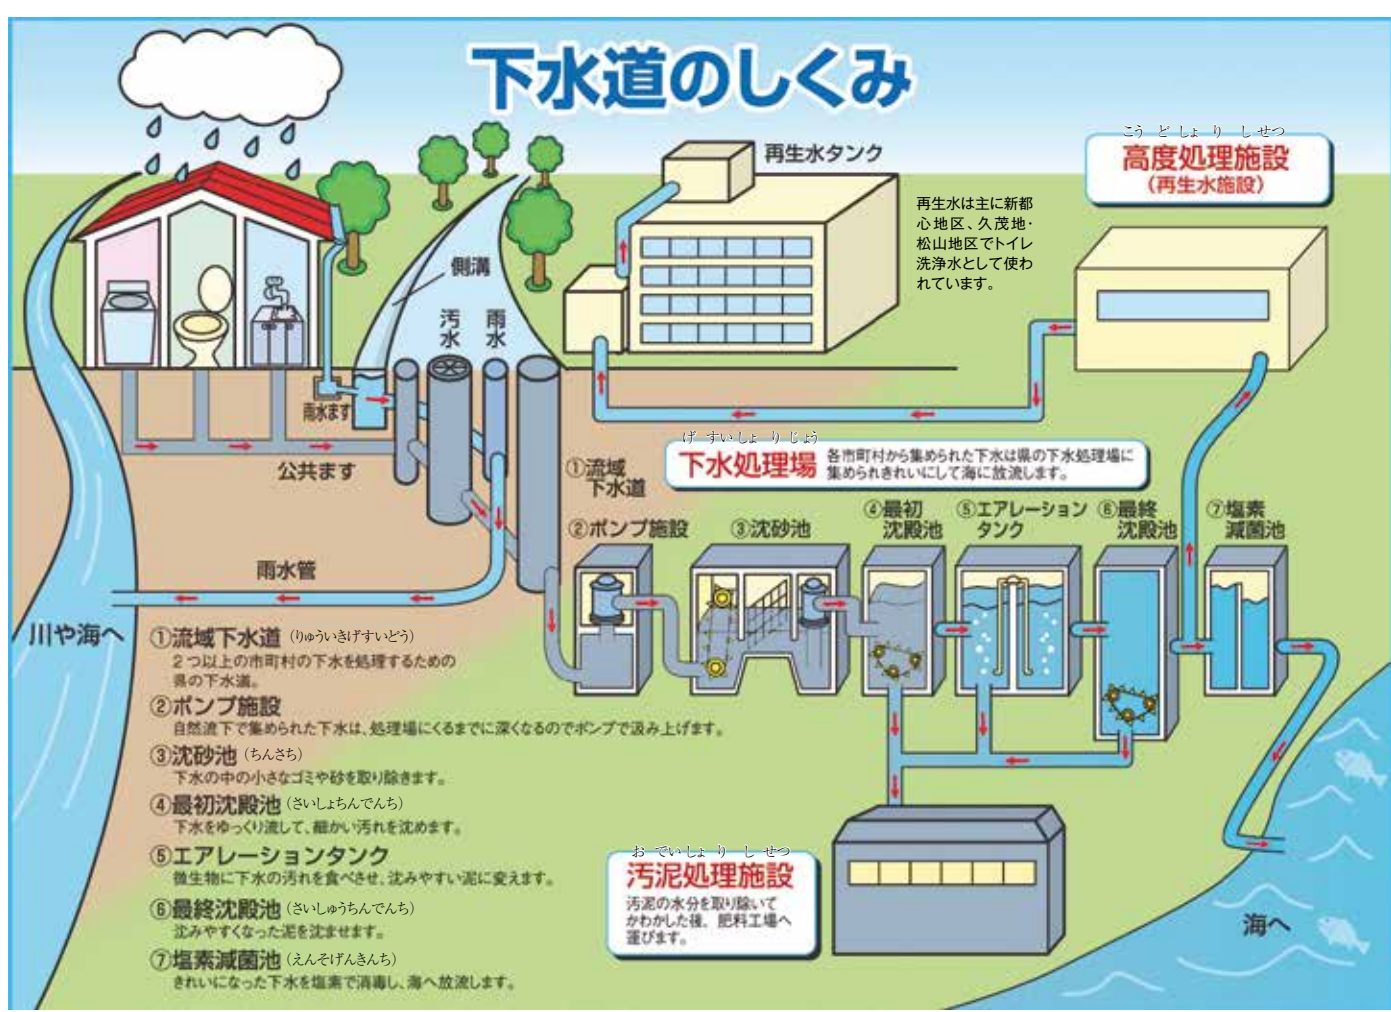 下水道のしくみ
再生水タンク
再生水は主に新都
心地区、久茂地・
松山地区でトイレ
洗浄水として使わ
れています。
こうどしょりしせつ
高度処理施設
(再生水施設)
側溝
汚水
雨水
雨水ます
公共ます
雨水管
川や海へ
げすいしょりじょう
下水処理場
各市町村から集められた下水は県の下水処理場に
集められきれいにして海に放流します。
①流域
下水道
②ポンプ施設
③沈砂池
④最初
沈殿池
⑤エアレーション
タンク
⑥最終
沈殿池
⑦塩素
減菌池
①流域下水道(りゅういきげすいどう)
2つ以上の市町村の下水を処理するための
県の下水道。
②ポンプ施設
自然流下で集められた下水は、処理場にくるまでに深くなるのでポンプで汲み上げます。
③沈砂池(ちんさち)
下水の中の小さなゴミや砂を取り除きます。
④最初沈殿池(さいしょちんでんち)
下水をゆっくり流して、細かい汚れを沈めます。
⑤エアレーションタンク
微生物に下水の汚れを食べさせ、沈みやすい泥に変えます。
⑥最終沈殿池(さいしゅうちんでんち)
沈みやすくなった泥を沈ませます。
⑦塩素減菌池(えんそげんきんち)
きれいになった下水を塩素で消毒し、海へ放流します。
おでいしょりしせつ
汚泥処理施設
汚泥の水分を取り除いて
かわかした後、肥料工場へ
運びます。
海へ